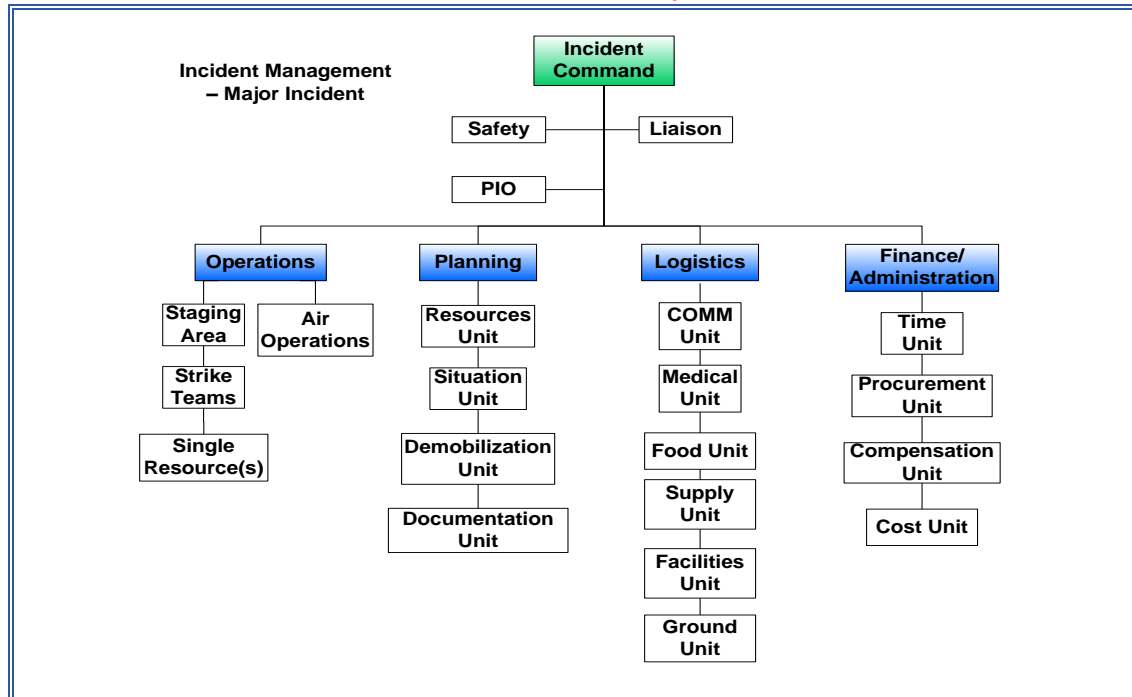 Incident Management
– Major Incident
Incident
Command
Safety
Liaison
PIO
Operations
Planning
Logistics
Finance/
Administration
Staging
Area
Air
Operations
Strike
Teams
Single
Resource(s)
Resources
Unit
Situation
Unit
Demobilization
Unit
Documentation
Unit
COMM
Unit
Medical
Unit
Food Unit
Supply
Unit
Facilities
Unit
Ground
Unit
Time
Unit
Procurement
Unit
Compensation
Unit
Cost Unit